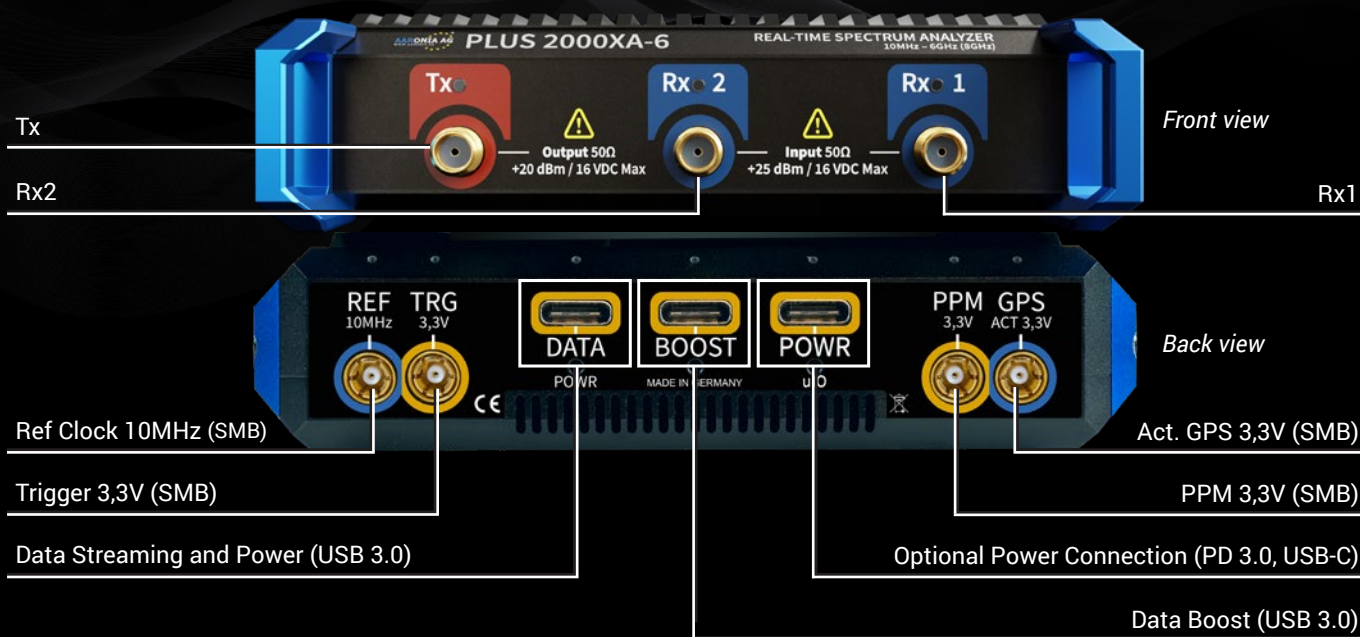 AARONIA AG
PLUS 2000XA-6
REAL-TIME SPECTRUM ANALYZER
10MHz – 6GHz (8GHz)
Tx
Rx 2
Rx 1
Front view
Tx
Output 50Ω
+20 dBm / 16 VDC Max
Input 50Ω
+25 dBm / 16 VDC Max
Rx2
Rx1
REF
10MHz
TRG
3,3V
DATA
BOOST
POWR
PPM
3,3V
GPS
ACT 3,3V
Back view
POWR
MADE IN GERMANY
CE
Ref Clock 10MHz (SMB)
Act. GPS 3,3V (SMB)
Trigger 3,3V (SMB)
PPM 3,3V (SMB)
Data Streaming and Power (USB 3.0)
Optional Power Connection (PD 3.0, USB-C)
Data Boost (USB 3.0)